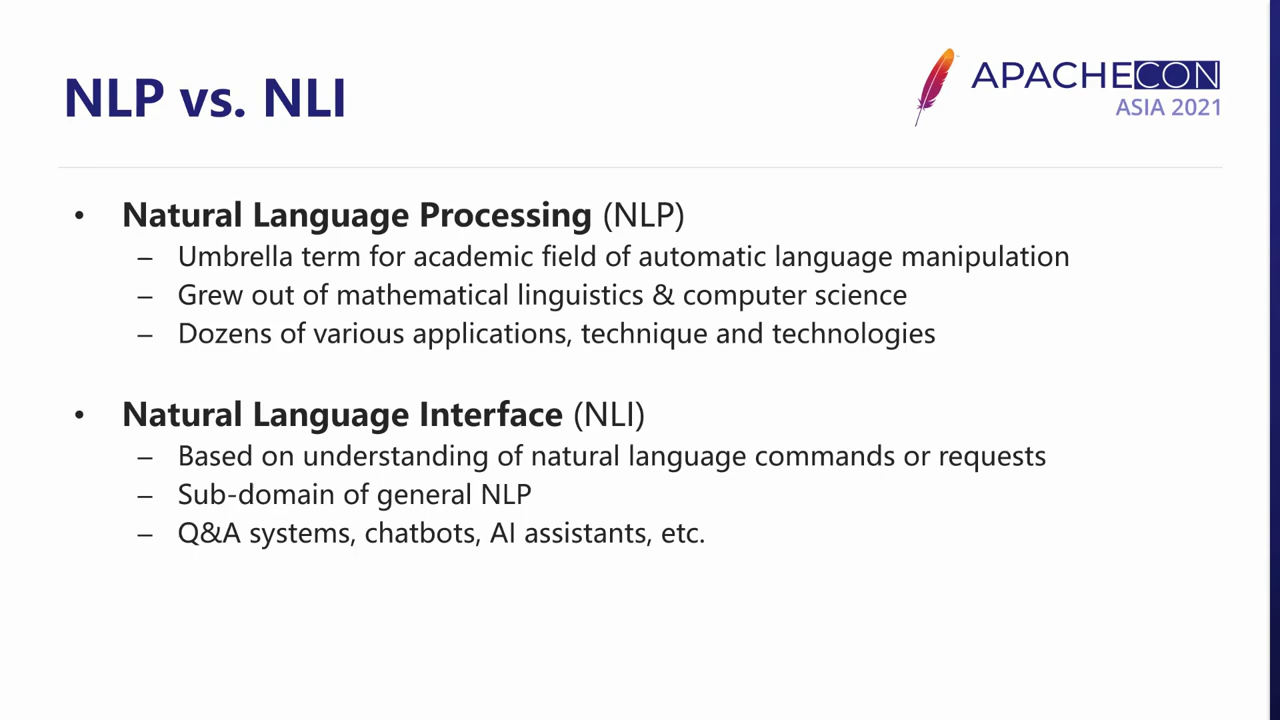 NLP vs. NLI
APACHECON
ASIA 2021
• Natural Language Processing (NLP)
– Umbrella term for academic field of automatic language manipulation
– Grew out of mathematical linguistics & computer science
– Dozens of various applications, technique and technologies
• Natural Language Interface (NLI)
– Based on understanding of natural language commands or requests
– Sub-domain of general NLP
– Q&A systems, chatbots, AI assistants, etc.